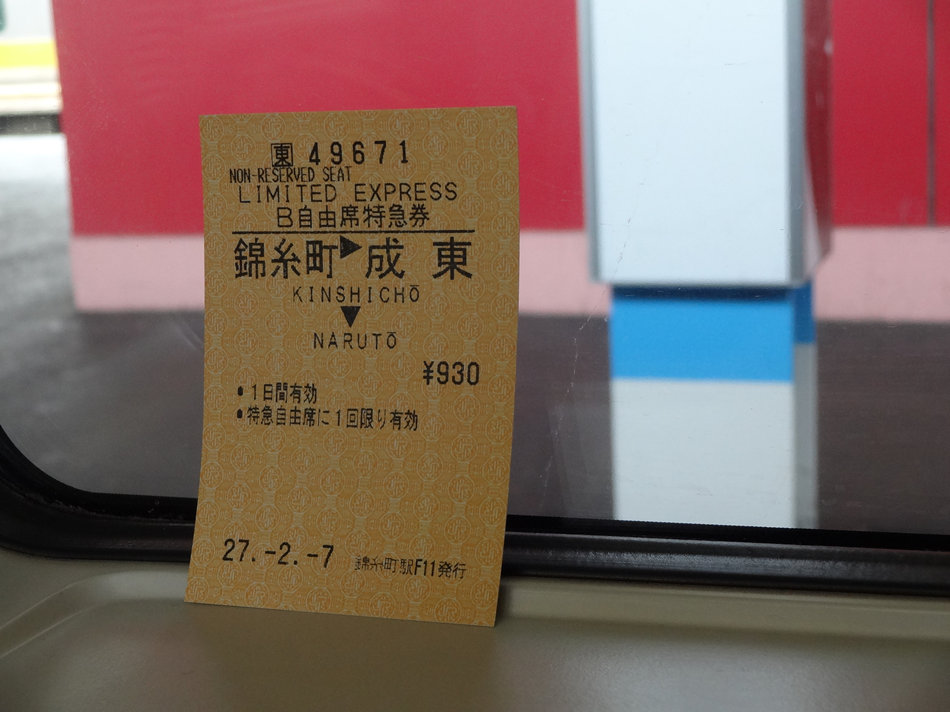 東 49671
NON-RESERVED SEAT
LIMITED EXPRESS
B自由席特急券
錦糸町▶成東
KINSHICHŌ
▼
NARUTŌ
¥930
●1日間有効
●特急自由席に1回限り有効
27.-2.-7 錦糸町駅F11発行